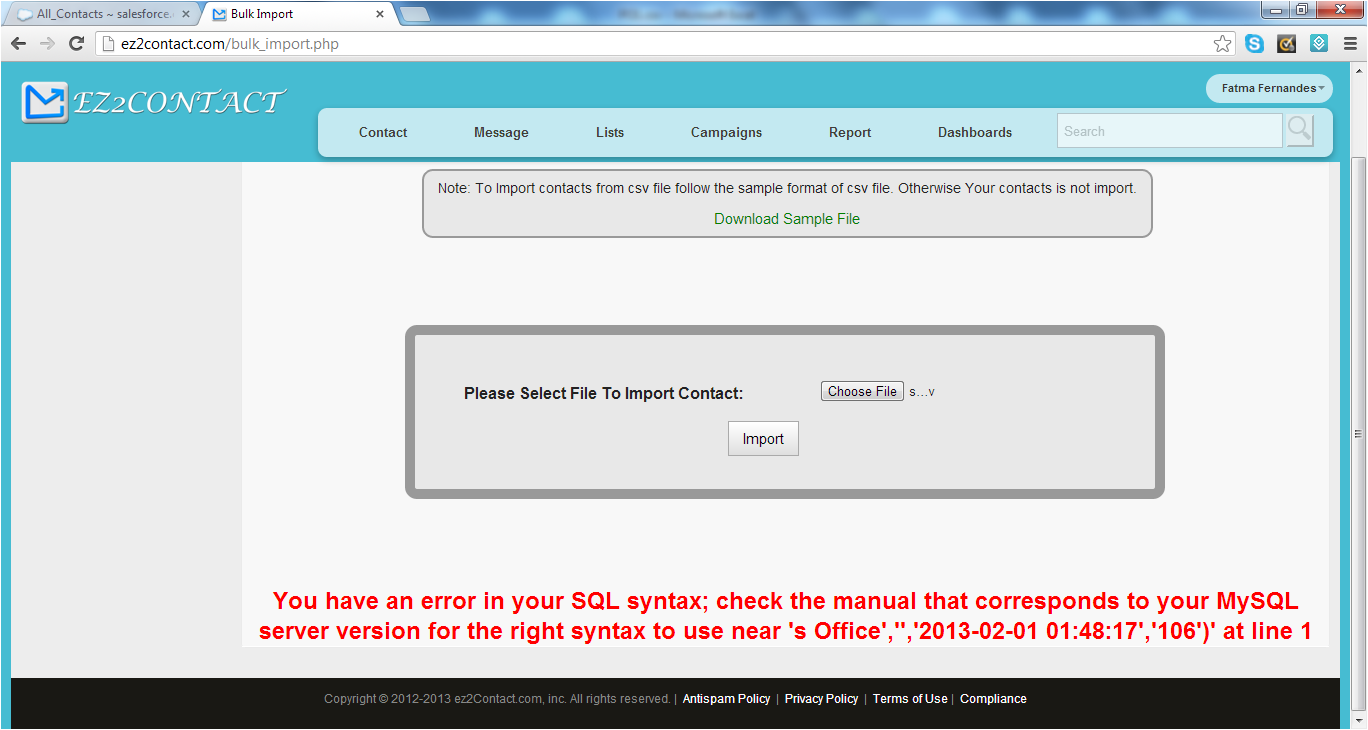 All_Contacts ~ salesforce.
Bulk Import
ez2contact.com/bulk_import.php
EZ2CONTACT
Fatma Fernandes
Contact Message Lists Campaigns Report Dashboards Search
Note: To Import contacts from csv file follow the sample format of csv file. Otherwise Your contacts is not import.
Download Sample File
Please Select File To Import Contact: Choose File s...v
Import
You have an error in your SQL syntax; check the manual that corresponds to your MySQL
server version for the right syntax to use near 's Office','','2013-02-01 01:48:17','106')' at line 1
Copyright © 2012-2013 ez2Contact.com, inc. All rights reserved. | Antispam Policy | Privacy Policy | Terms of Use | Compliance